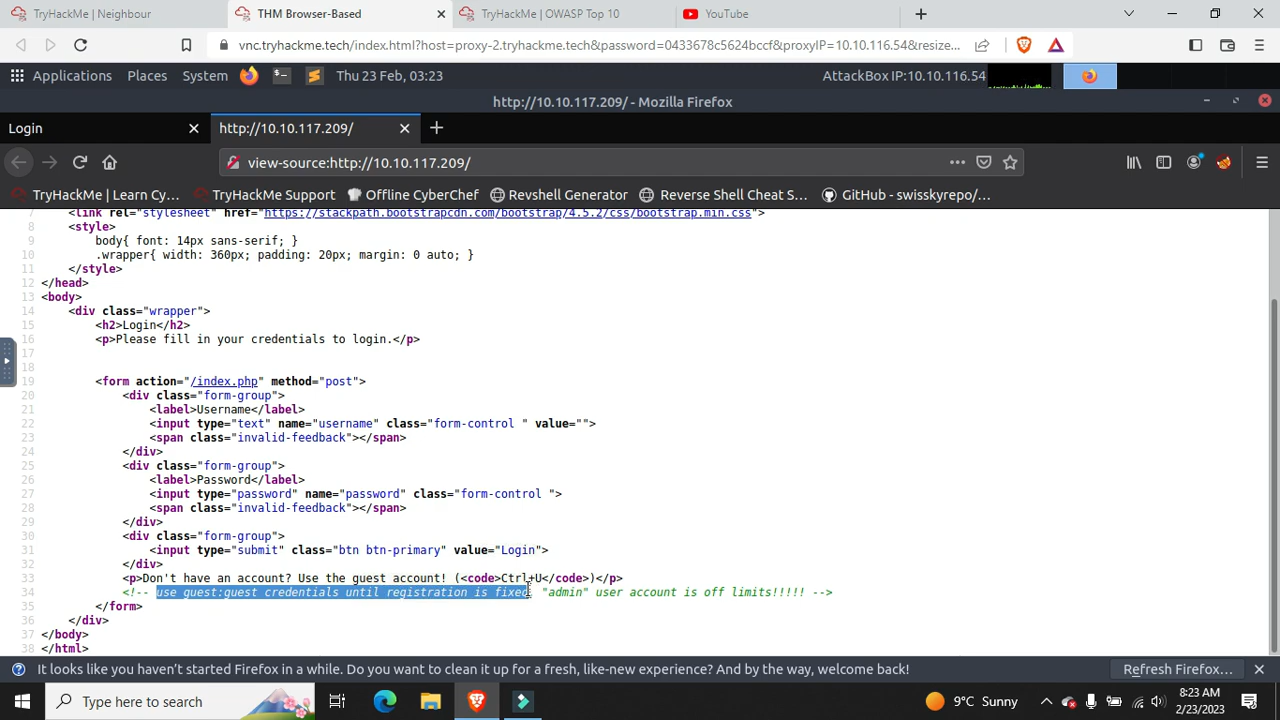 TryHackMe | Neighbour
THM Browser-Based
TryHackMe | OWASP Top 10
YouTube
vnc.tryhackme.tech/index.html?host=proxy-2.tryhackme.tech&password=0433678c5624bccf&proxyIP=10.10.116.54&resize...
Applications Places System Thu 23 Feb, 03:23 AttackBox IP:10.10.116.54
http://10.10.117.209/ - Mozilla Firefox
Login
http://10.10.117.209/
view-source:http://10.10.117.209/
TryHackMe | Learn Cy... TryHackMe Support Offline CyberChef Revshell Generator Reverse Shell Cheat S... GitHub - swisskyrepo/...
7 <link rel="stylesheet" href="https://stackpath.bootstrapcdn.com/bootstrap/4.5.2/css/bootstrap.min.css">
8 <style>
9 body{ font: 14px sans-serif; }
10 .wrapper{ width: 360px; padding: 20px; margin: 0 auto; }
11 </style>
12 </head>
13 <body>
14 <div class="wrapper">
15 <h2>Login</h2>
16 <p>Please fill in your credentials to login.</p>
17
18
19 <form action="/index.php" method="post">
20 <div class="form-group">
21 <label>Username</label>
22 <input type="text" name="username" class="form-control " value="">
23 <span class="invalid-feedback"></span>
24 </div>
25 <div class="form-group">
26 <label>Password</label>
27 <input type="password" name="password" class="form-control ">
28 <span class="invalid-feedback"></span>
29 </div>
30 <div class="form-group">
31 <input type="submit" class="btn btn-primary" value="Login">
32 </div>
33 <p>Don't have an account? Use the guest account! (<code>Ctrl+U</code>)</p>
34 <!-- use guest:guest credentials until registration is fixed. "admin" user account is off limits!!!!! -->
35 </form>
36 </div>
37 </body>
38 </html>
It looks like you haven't started Firefox in a while. Do you want to clean it up for a fresh, like-new experience? And by the way, welcome back! Refresh Firefox...
Type here to search
9°C Sunny
8:23 AM
2/23/2023